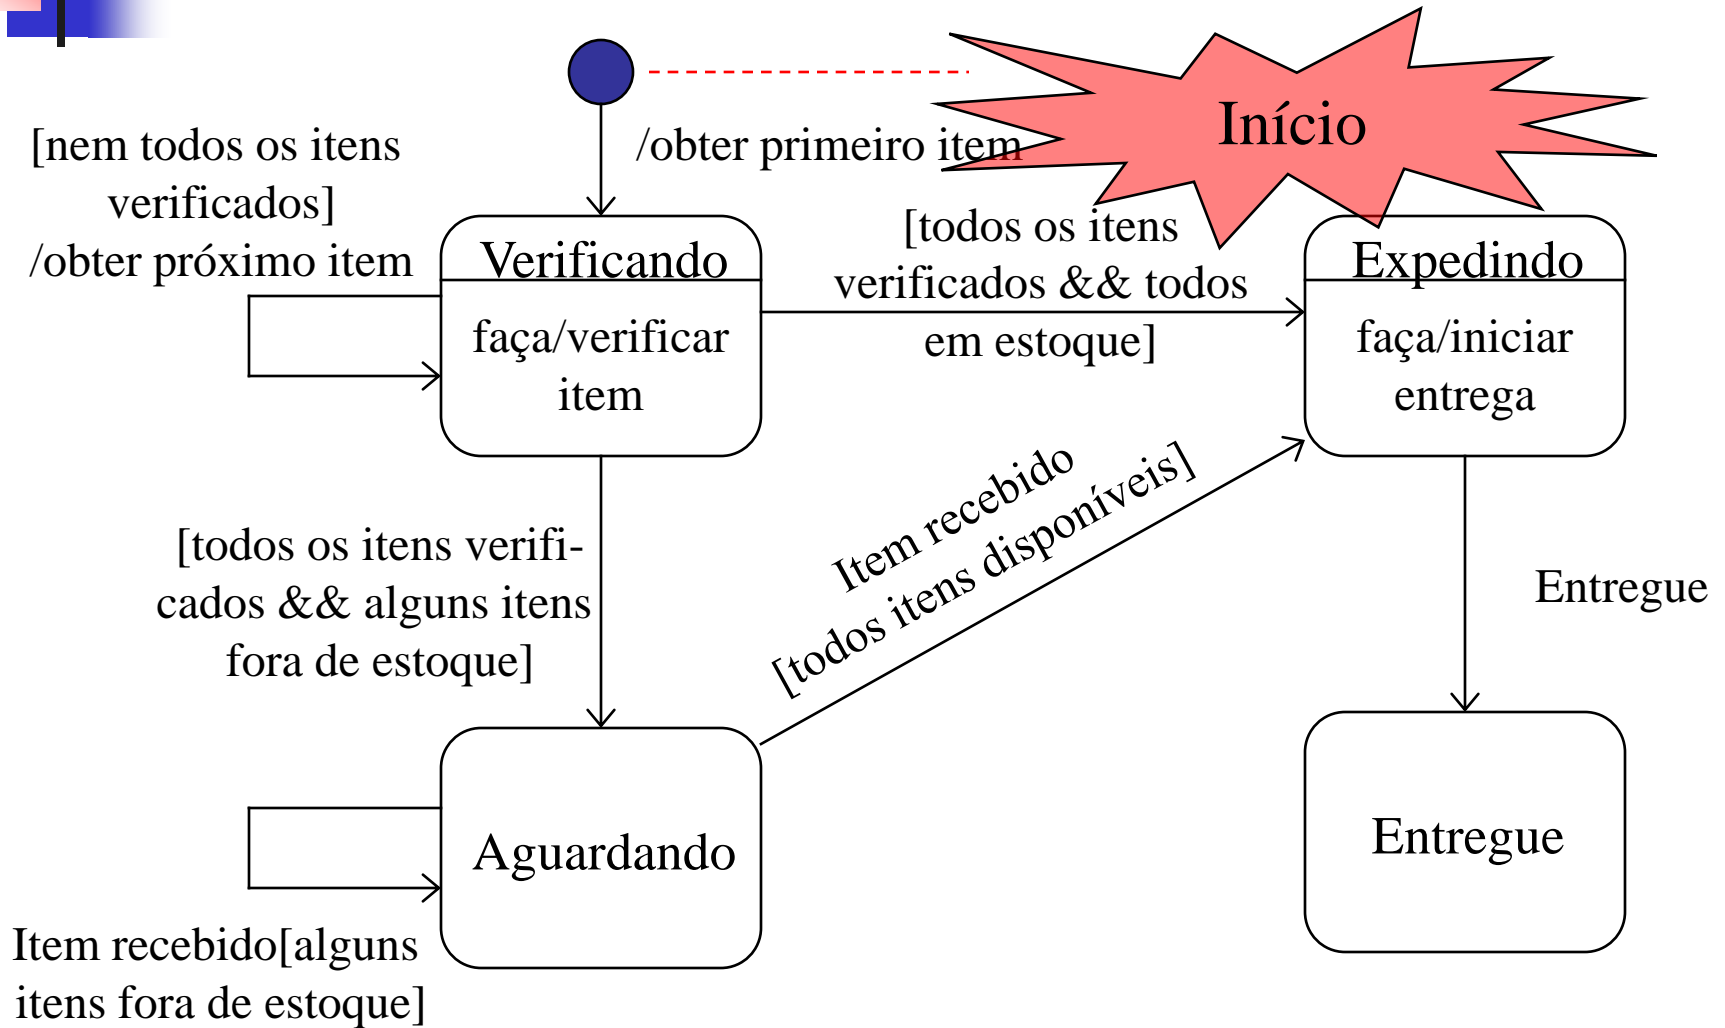 Início
/obter primeiro item
[nem todos os itens
verificados]
/obter próximo item
Verificando
faça/verificar
item
[todos os itens
verificados && todos
em estoque]
Expedindo
faça/iniciar
entrega
[todos os itens verifi-
cados && alguns itens
fora de estoque]
Item recebido
[todos itens disponíveis]
Entregue
Aguardando
Entregue
Item recebido[alguns
itens fora de estoque]